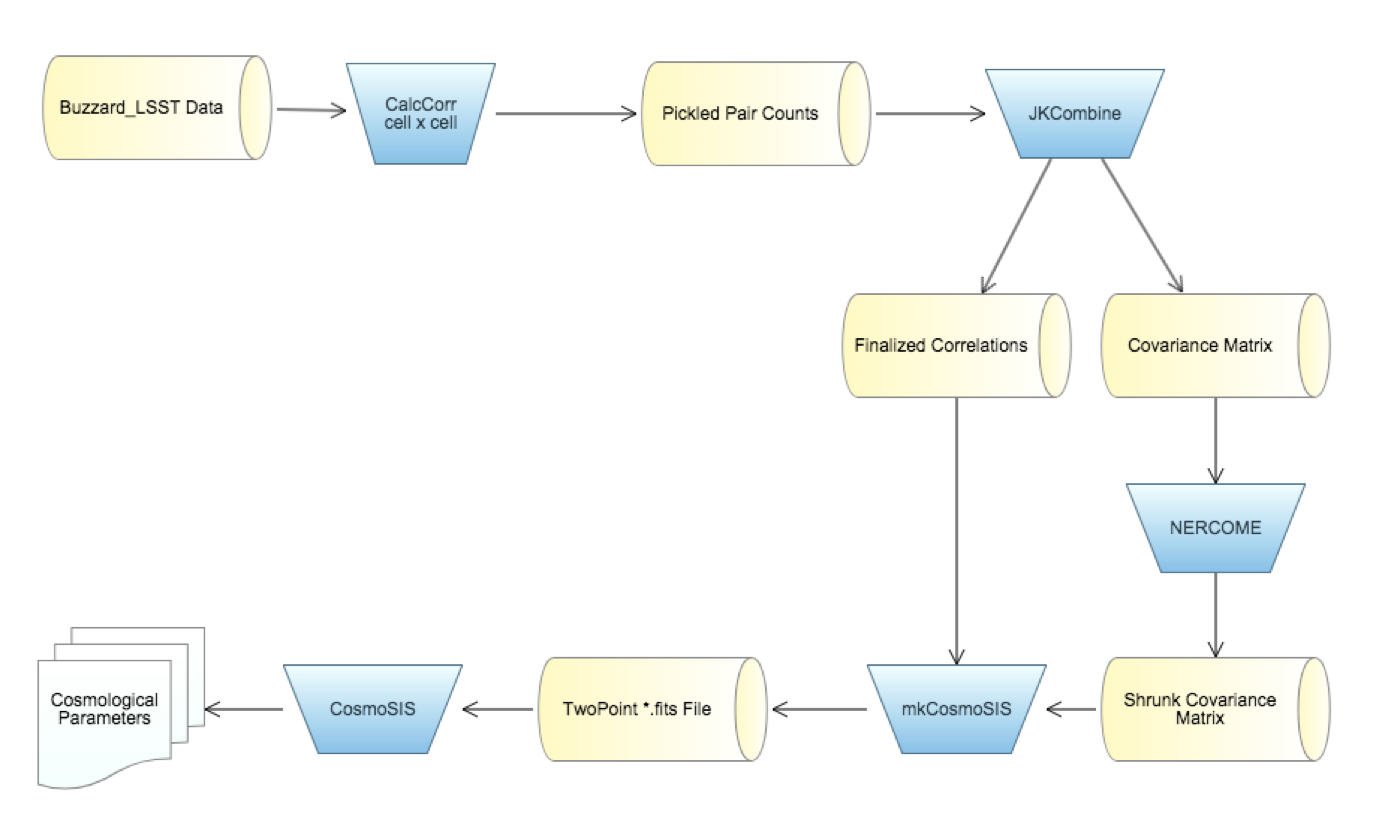 Buzzard_LSST Data
CalcCorr
cell x cell
Pickled Pair Counts
JKCombine
Finalized Correlations
Covariance Matrix
NERCOME
Cosmological
Parameters
CosmoSIS
TwoPoint *.fits File
mkCosmoSIS
Shrunk Covariance
Matrix